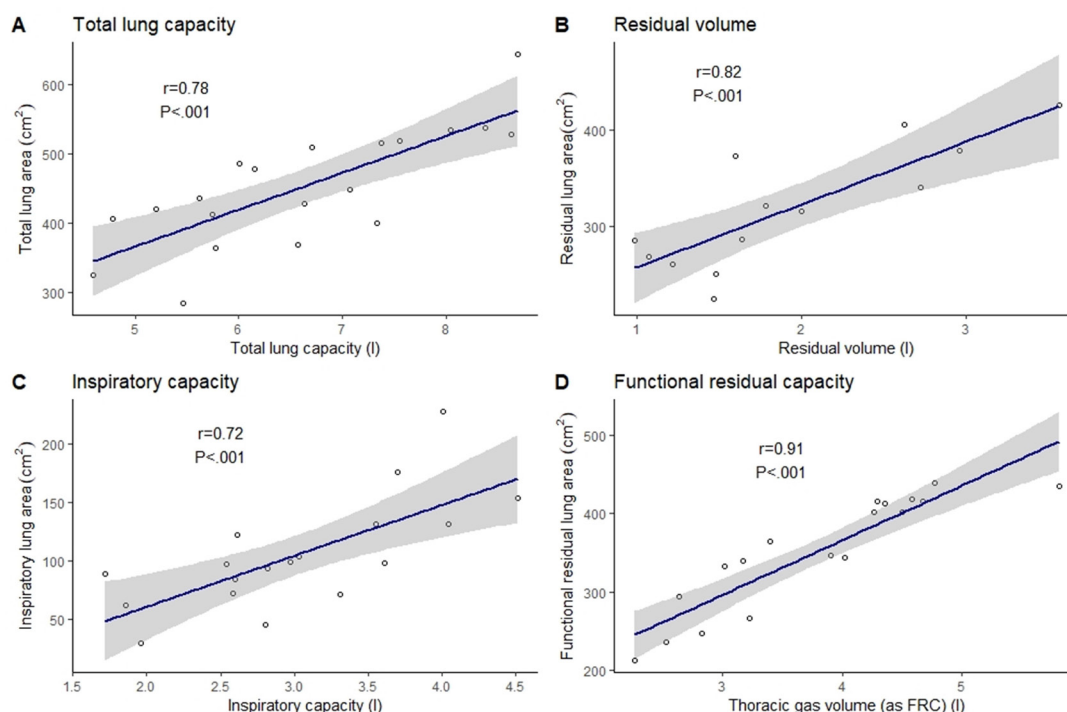 A Total lung capacity
r=0.78
P<.001
Total lung area (cm²)
600
500
400
300
5 6 7 8
Total lung capacity (l)
B Residual volume
r=0.82
P<.001
Residual lung area(cm²)
400
300
1 2 3
Residual volume (l)
C Inspiratory capacity
r=0.72
P<.001
Inspiratory lung area (cm²)
200
150
100
50
1.5 2.0 2.5 3.0 3.5 4.0 4.5
Inspiratory capacity (l)
D Functional residual capacity
r=0.91
P<.001
Functional residual lung area (cm²)
500
400
300
200
3 4 5
Thoracic gas volume (as FRC) (l)